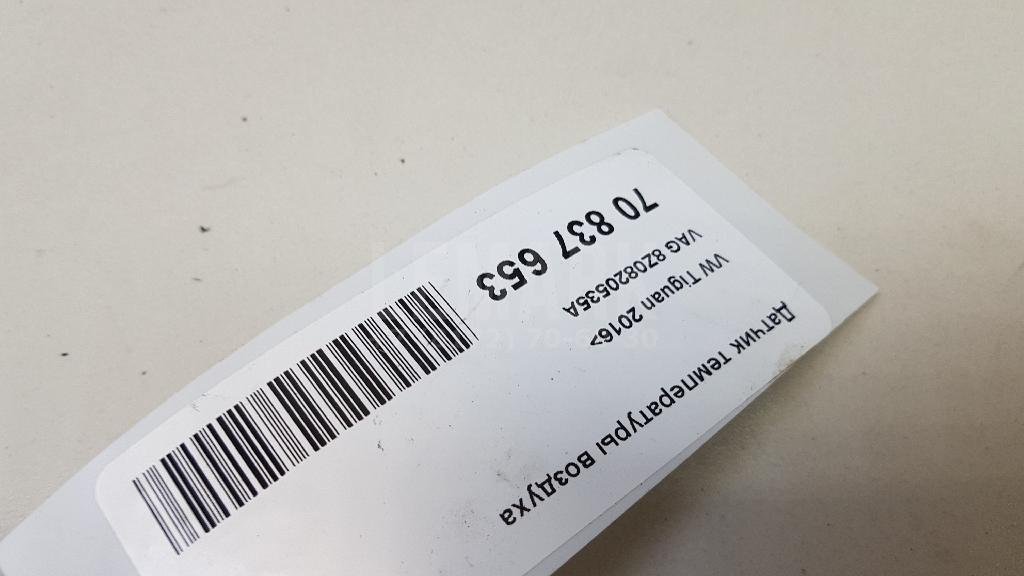 Датчик температуры воздуха
VW Tiguan 2016>
VAG 8Z0820535A
70 837 653